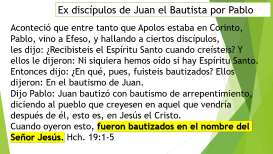 Ex discípulos de Juan el Bautista por Pablo
Aconteció que entre tanto que Apolos estaba en Corinto,
Pablo, vino a Efeso, y hallando a ciertos discípulos,
les dijo: ¿Recibisteis el Espíritu Santo cuando creísteis? Y
ellos le dijeron: Ni siquiera hemos oído si hay Espíritu Santo.
Entonces dijo: ¿En qué, pues, fuisteis bautizados? Ellos
dijeron: En el bautismo de Juan.
Dijo Pablo: Juan bautizó con bautismo de arrepentimiento,
diciendo al pueblo que creyesen en aquel que vendría
después de él, esto es, en Jesús el Cristo.
Cuando oyeron esto, fueron bautizados en el nombre del
Señor Jesús. Hch. 19:1-5